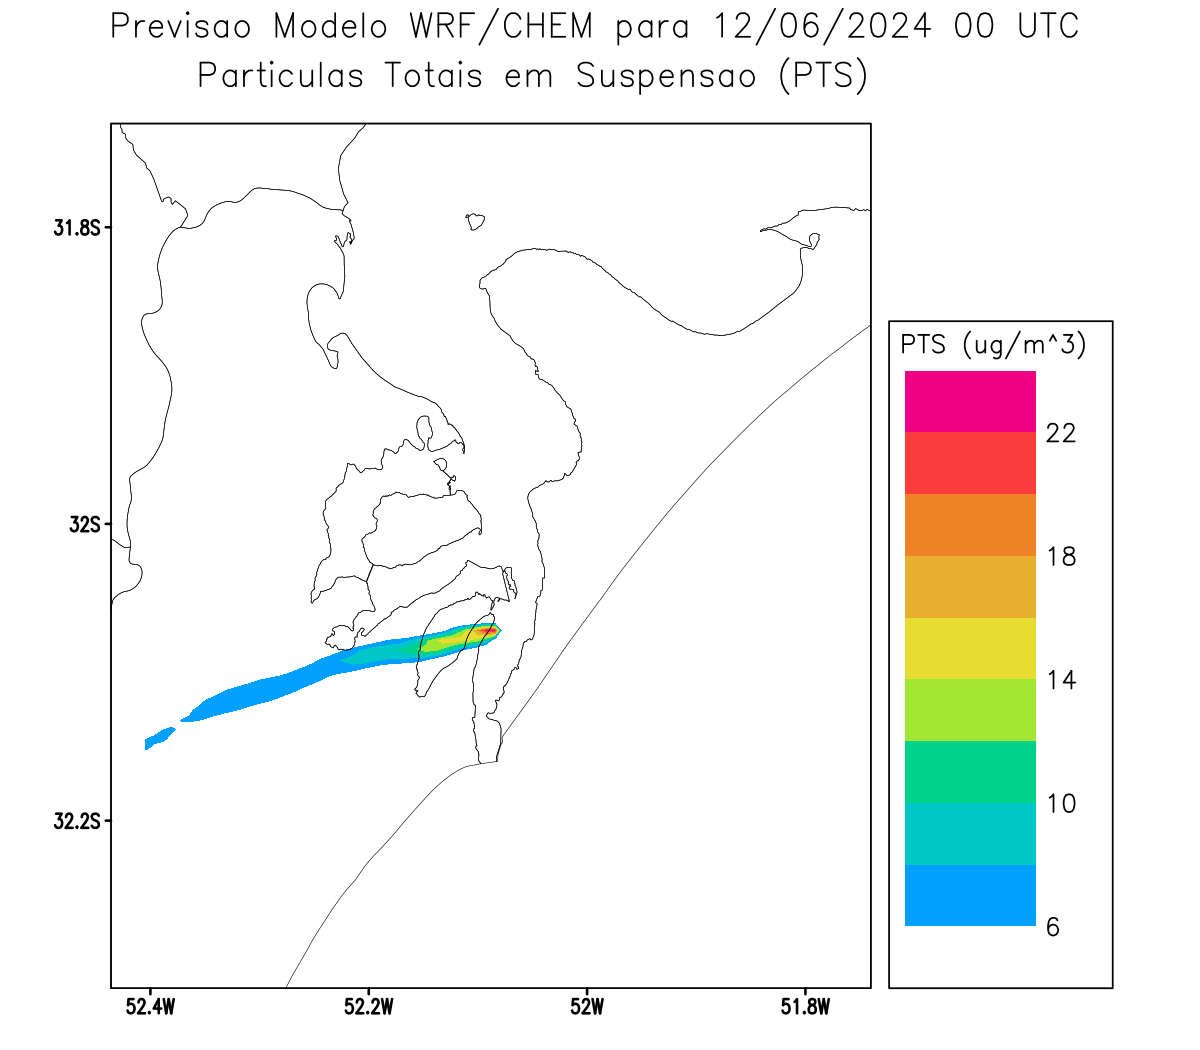 Previsao Modelo WRF/CHEM para 12/06/2024 00 UTC
Particulas Totais em Suspensao (PTS)
31.8S
32S
32.2S
52.4W
52.2W
52W
51.8W
PTS (ug/m^3)
22
18
14
10
6